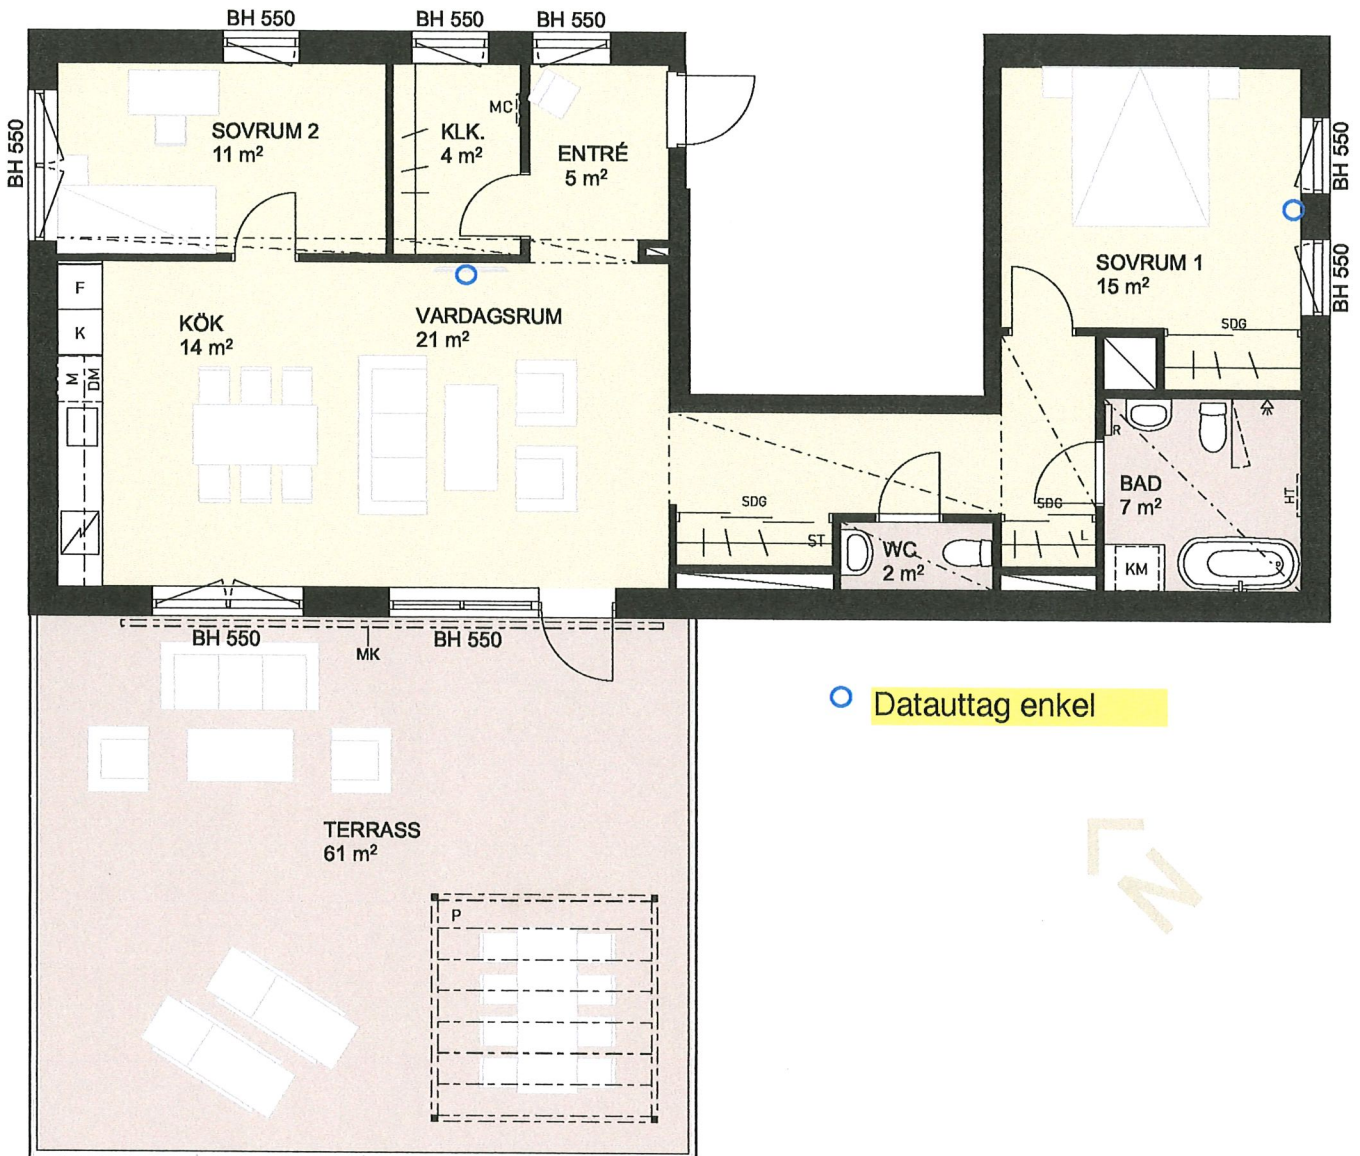 BH 550
BH 550
BH 550
BH 550
SOVRUM 2
11 m²
MC
KLK.
4 m²
ENTRÉ
5 m²
BH 550
BH 550
SOVRUM 1
15 m²
SDG
F
K
M
DM
KÖK
14 m²
VARDAGSRUM
21 m²
R
BAD
7 m²
HT
KM
SDG
ST
WC
2 m²
SDG
L
BH 550
MK
BH 550
Datauttag enkel
TERRASS
61 m²
P
N